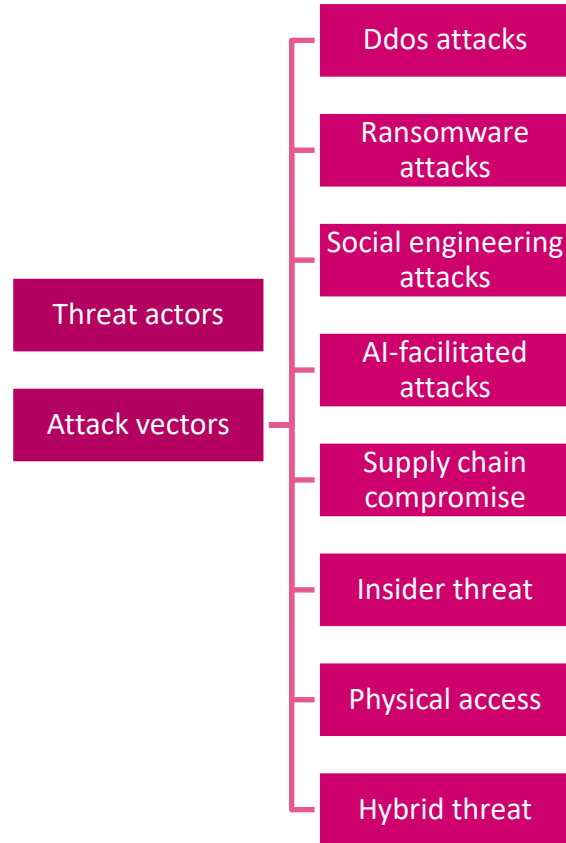 Threat actors
Attack vectors
Ddos attacks
Ransomware
attacks
Social engineering
attacks
AI-facilitated
attacks
Supply chain
compromise
Insider threat
Physical access
Hybrid threat